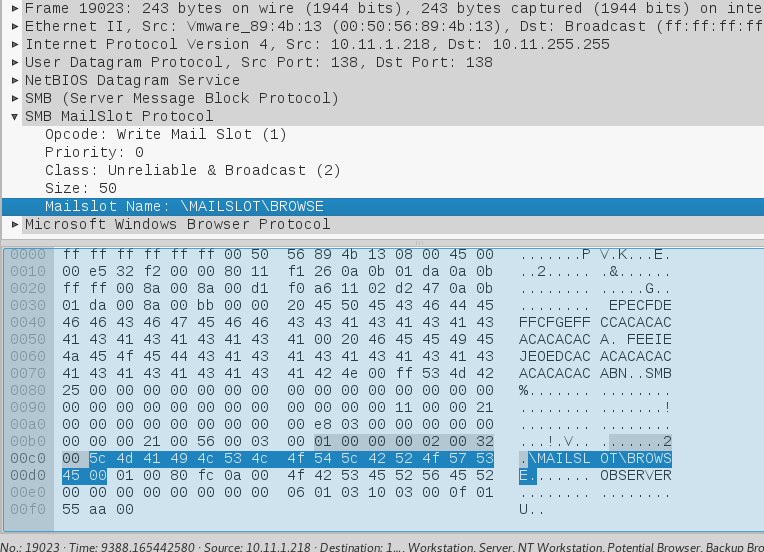 Frame 19023: 243 bytes on wire (1944 bits), 243 bytes captured (1944 bits) on inte
Ethernet II, Src: Vmware_89:4b:13 (00:50:56:89:4b:13), Dst: Broadcast (ff:ff:ff:ff
Internet Protocol Version 4, Src: 10.11.1.218, Dst: 10.11.255.255
User Datagram Protocol, Src Port: 138, Dst Port: 138
NetBIOS Datagram Service
SMB (Server Message Block Protocol)
SMB MailSlot Protocol
Opcode: Write Mail Slot (1)
Priority: 0
Class: Unreliable & Broadcast (2)
Size: 50
Mailslot Name: \MAILSLOT\BROWSE
Microsoft Windows Browser Protocol
0000 ff ff ff ff ff ff 00 50 56 89 4b 13 08 00 45 00 .......P V.K...E.
0010 00 e5 32 f2 00 00 80 11 f1 26 0a 0b 01 da 0a 0b ..2..... .&......
0020 ff ff 00 8a 00 8a 00 d1 f0 a6 11 02 d2 47 0a 0b ........ .....G..
0030 01 da 00 8a 00 bb 00 00 20 45 50 45 43 46 44 45 ........ EPECFDE
0040 46 46 43 46 47 45 46 46 43 43 41 43 41 43 41 43 FFCFGEFF CCACACAC
0050 41 43 41 43 41 43 41 43 41 00 20 46 45 45 49 45 ACACACAC A. FEEIE
0060 4a 45 4f 45 44 43 41 43 41 43 41 43 41 43 41 43 JEOEDCAC ACACACAC
0070 41 43 41 43 41 43 41 43 41 42 4e 00 ff 53 4d 42 ACACACAC ABN..SMB
0080 25 00 00 00 00 00 00 00 00 00 00 00 00 00 00 00 %....... ........
0090 00 00 00 00 00 00 00 00 00 00 00 00 11 00 00 21 ........ .......!
00a0 00 00 00 00 00 00 00 00 e8 03 00 00 00 00 00 00 ........ ........
00b0 00 00 00 21 00 56 00 03 00 00 01 00 00 00 02 00 32 ...!.V.. .......2
00c0 00 5c 4d 41 49 4c 53 4c 4f 54 5c 42 52 4f 57 53 .\MAILSL OT\BROWS
00d0 45 00 01 00 80 fc 0a 00 4f 42 53 45 52 56 45 52 E....... OBSERVER
00e0 00 00 00 00 00 00 00 00 06 01 03 10 03 00 0f 01 ........ ........
00f0 55 aa 00 U..
No.: 19023 · Time: 9388.165442580 · Source: 10.11.1.218 · Destination: 1... Workstation, Server, NT Workstation, Potential Browser, Backup Bro